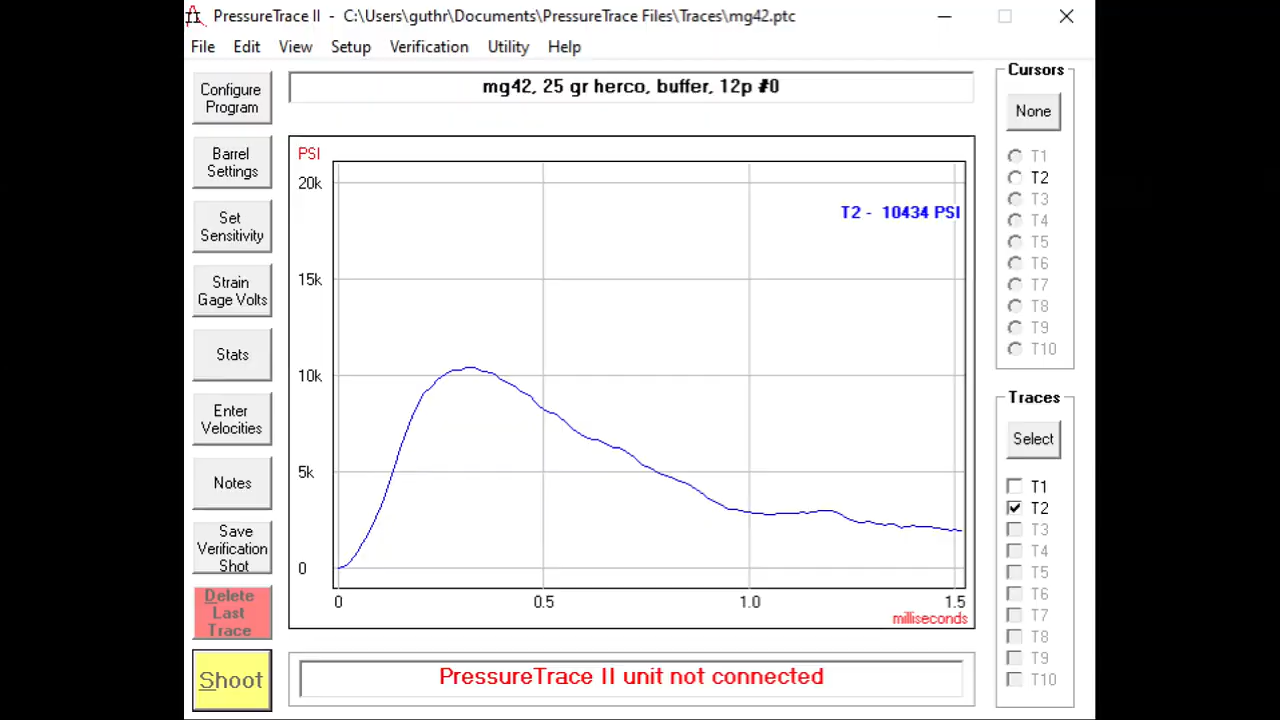 PressureTrace II - C:\Users\guthr\Documents\PressureTrace Files\Traces\mg42.ptc
File Edit View Setup Verification Utility Help
Configure
Program
Barrel
Settings
Set
Sensitivity
Strain
Gage Volts
Stats
Enter
Velocities
Notes
Save
Verification
Shot
Delete
Last
Trace
Shoot
mg42, 25 gr herco, buffer, 12p #0
PSI
20k
15k
10k
5k
0
T2 - 10434 PSI
0 0.5 1.0 1.5
milliseconds
PressureTrace II unit not connected
Cursors
None
T1
T2
T3
T4
T5
T6
T7
T8
T9
T10
Traces
Select
T1
T2
T3
T4
T5
T6
T7
T8
T9
T10